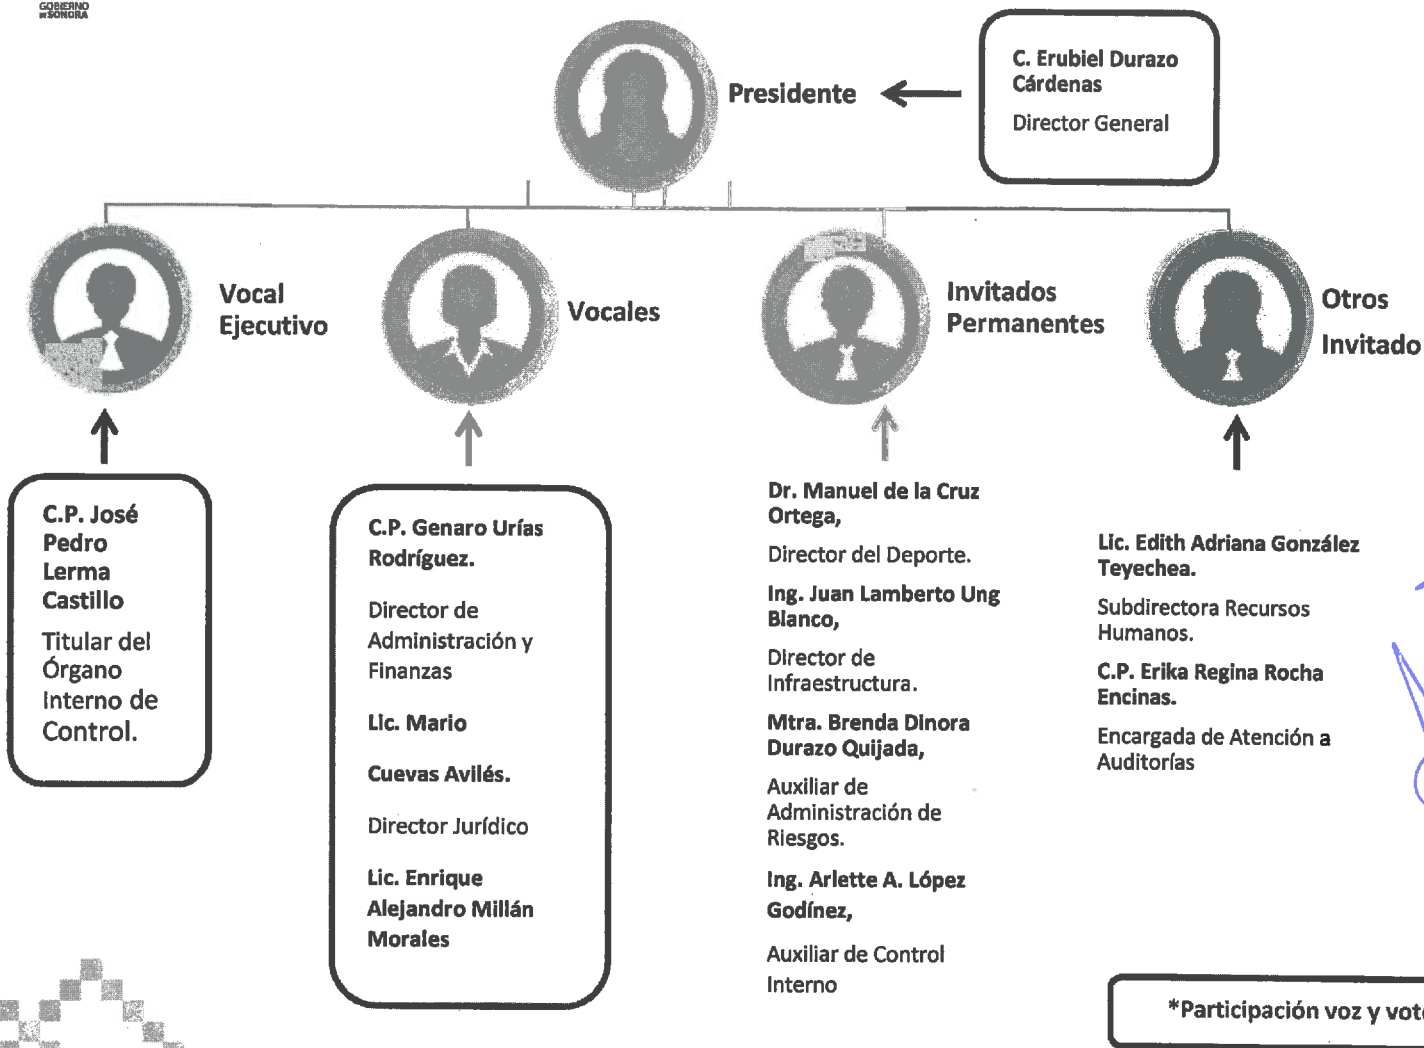 GOBIERNO
DE SONORA
Presidente
C. Erubiel Durazo
Cárdenas
Director General
Vocal
Ejecutivo
Vocales
Invitados
Permanentes
Otros
Invitado
C.P. José
Pedro
Lerma
Castillo
Titular del
Órgano
Interno de
Control.
C.P. Genaro Urías
Rodríguez.
Director de
Administración y
Finanzas
Lic. Mario
Cuevas Avilés.
Director Jurídico
Lic. Enrique
Alejandro Millán
Morales
Dr. Manuel de la Cruz
Ortega,
Director del Deporte.
Ing. Juan Lamberto Ung
Blanco,
Director de
Infraestructura.
Mtra. Brenda Dinora
Durazo Quijada,
Auxiliar de
Administración de
Riesgos.
Ing. Arlette A. López
Godínez,
Auxiliar de Control
Interno
Lic. Edith Adriana González
Teyechea.
Subdirectora Recursos
Humanos.
C.P. Erika Regina Rocha
Encinas.
Encargada de Atención a
Auditorías
*Participación voz y voto